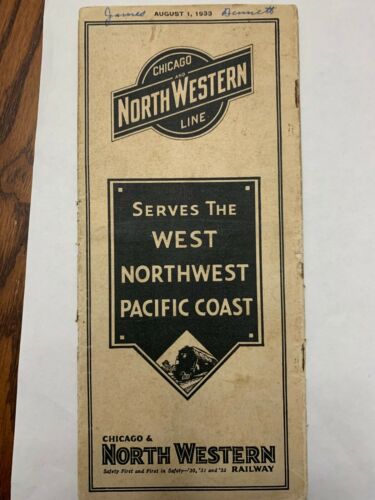 James AUGUST 1, 1933 Dennett
CHICAGO
AND
NORTH WESTERN
LINE
SERVES THE
WEST
NORTHWEST
PACIFIC COAST
CHICAGO &
NORTH WESTERN
Safety First and First in Safety—'30, '31 and '32 RAILWAY